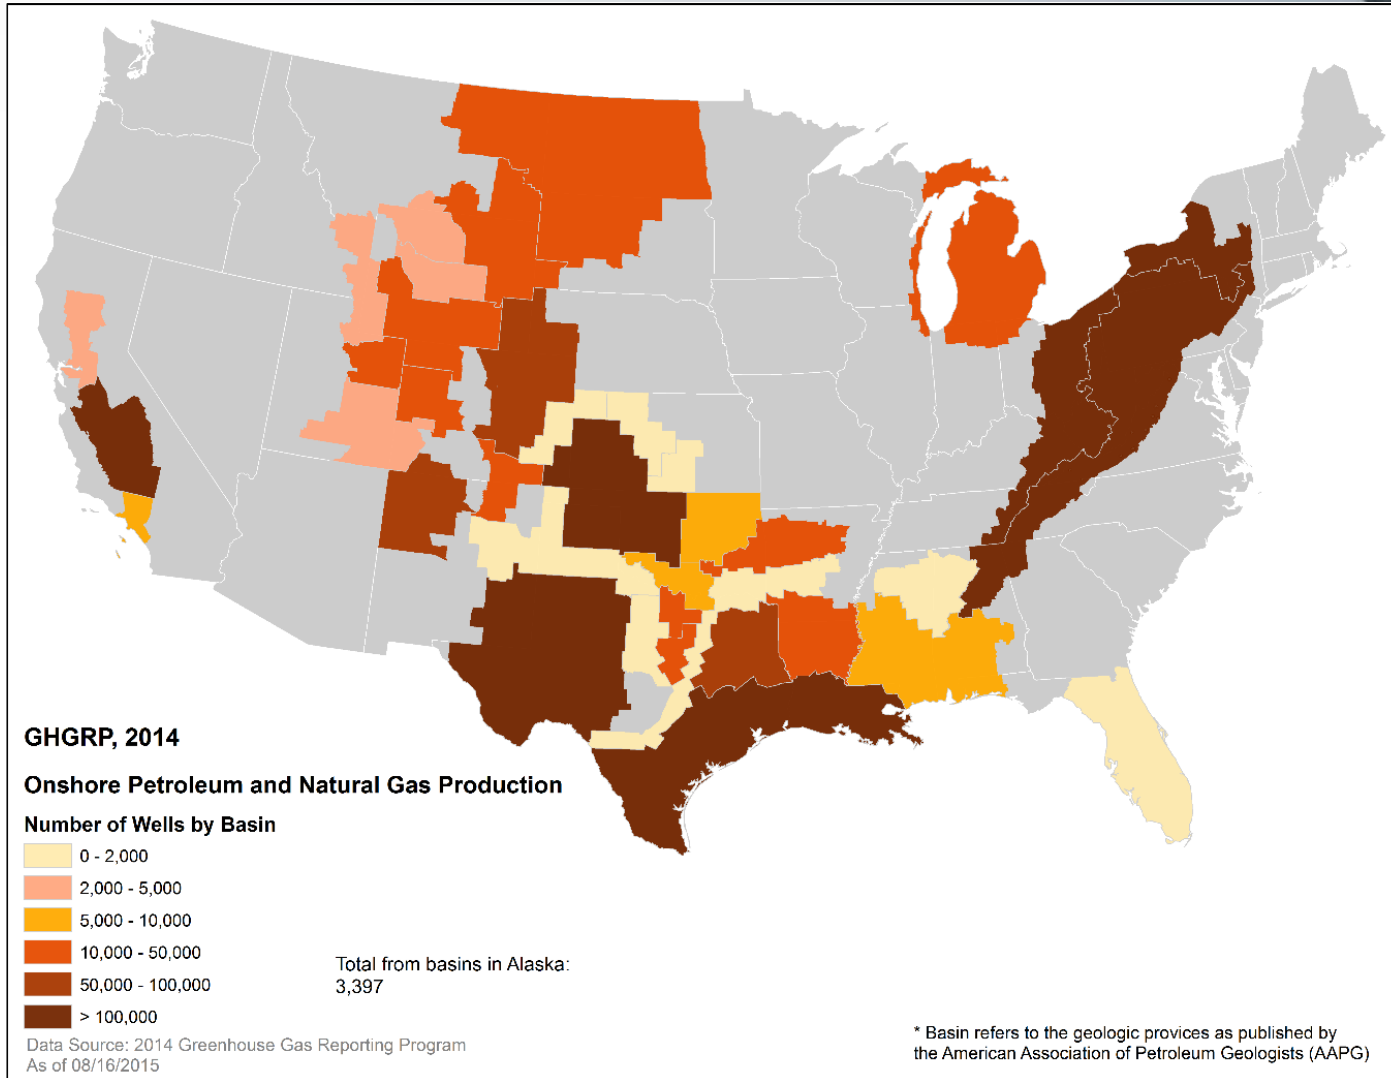 GHGRP, 2014
Onshore Petroleum and Natural Gas Production
Number of Wells by Basin
0 - 2,000
2,000 - 5,000
5,000 - 10,000
10,000 - 50,000
50,000 - 100,000
> 100,000
Total from basins in Alaska:
3,397
Data Source: 2014 Greenhouse Gas Reporting Program
As of 08/16/2015
* Basin refers to the geologic provices as published by
the American Association of Petroleum Geologists (AAPG)